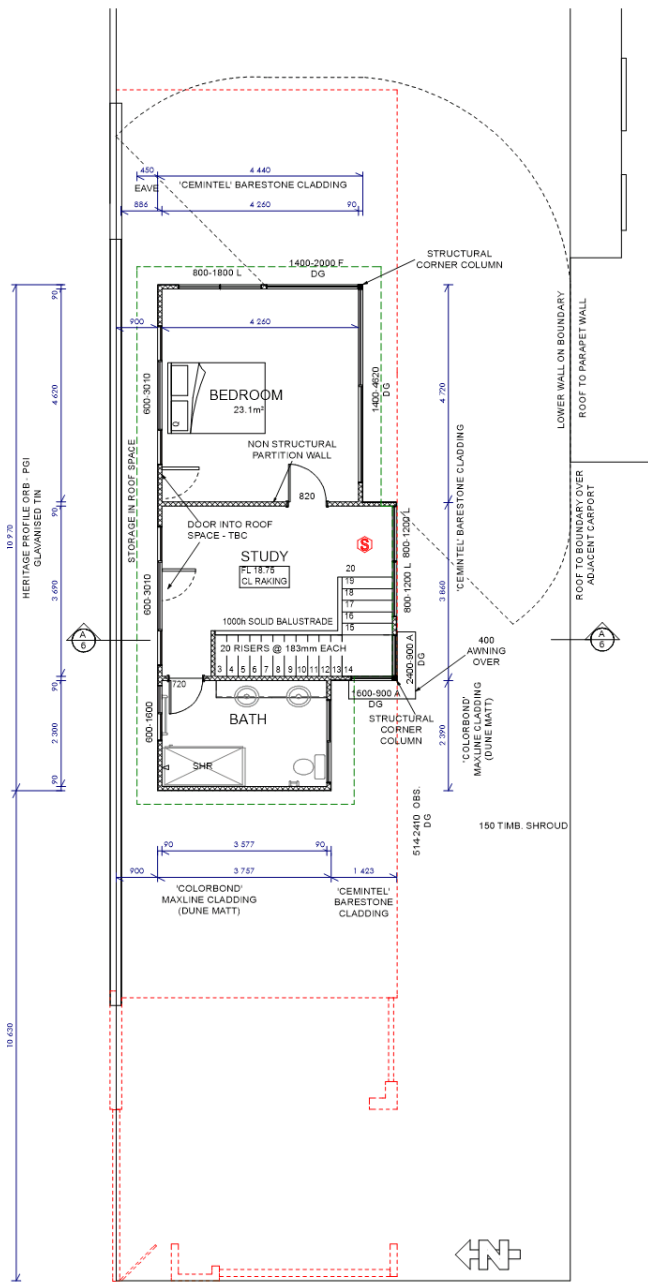 450
4 440
EAVE
'CEMINTEL' BARESTONE CLADDING
886
4 260
90
STRUCTURAL
CORNER COLUMN
1400-2000 F
DG
800-1800 L
90
900
4 260
LOWER WALL ON BOUNDARY
ROOF TO PARAPET WALL
4 620
600-3010
BEDROOM
23.1m²
1400-4620
DG
4 720
NON STRUCTURAL
PARTITION WALL
HERITAGE PROFILE ORB - PGI
GLAVANISED TIN
STORAGE IN ROOF SPACE
'CEMINTEL' BARESTONE CLADDING
90
820
10 970
DOOR INTO ROOF
SPACE - TBC
STUDY
FL 18.75
CL RAKING
S
800-1200 L
800-1200 L
ROOF TO BOUNDARY OVER
ADJACENT CARPORT
3 690
600-3010
3 860
20
19
18
17
16
15
1000h SOLID BALUSTRADE
A
6
A
6
20 RISERS @ 183mm EACH
3 4 5 6 7 8 9 10 11 12 13 14
2400-900 A
DG
400
AWNING
OVER
90
720
1600-900 A
DG
STRUCTURAL
CORNER
COLUMN
BATH
2 300
600-1600
2 390
'COLORBOND'
MAXLINE CLADDING
(DUNE MATT)
SHR
90
514-2410 OBS.
DG
150 TIMB. SHROUD
90
3 577
90
900
3 757
1 423
'COLORBOND'
MAXLINE CLADDING
(DUNE MATT)
'CEMINTEL'
BARESTONE
CLADDING
10 630
N